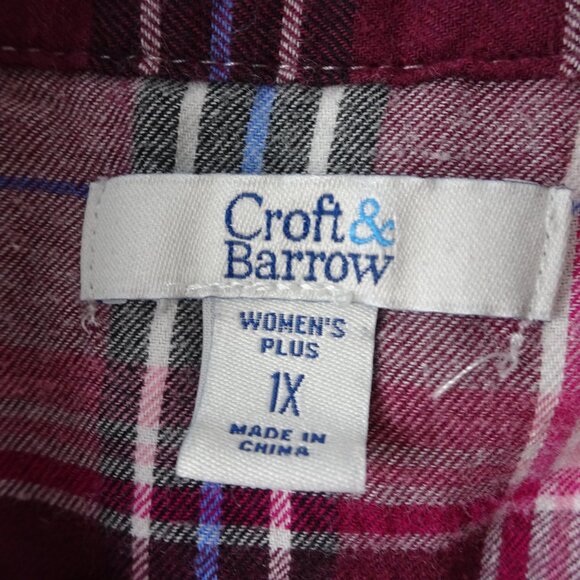 Croft&
Barrow
WOMEN'S
PLUS
1X
MADE IN
CHINA